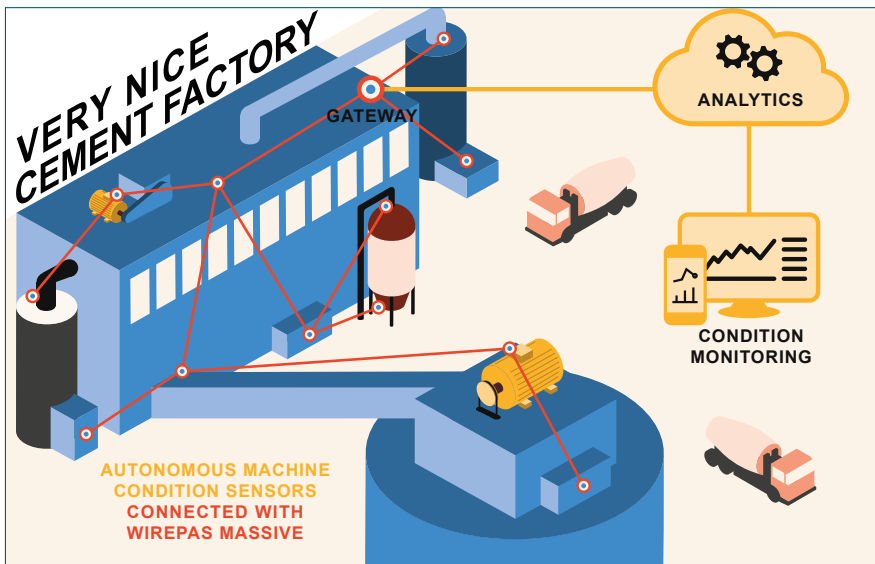 VERY NICE
CEMENT FACTORY
GATEWAY
ANALYTICS
CONDITION
MONITORING
AUTONOMOUS MACHINE
CONDITION SENSORS
CONNECTED WITH
WIREPAS MASSIVE